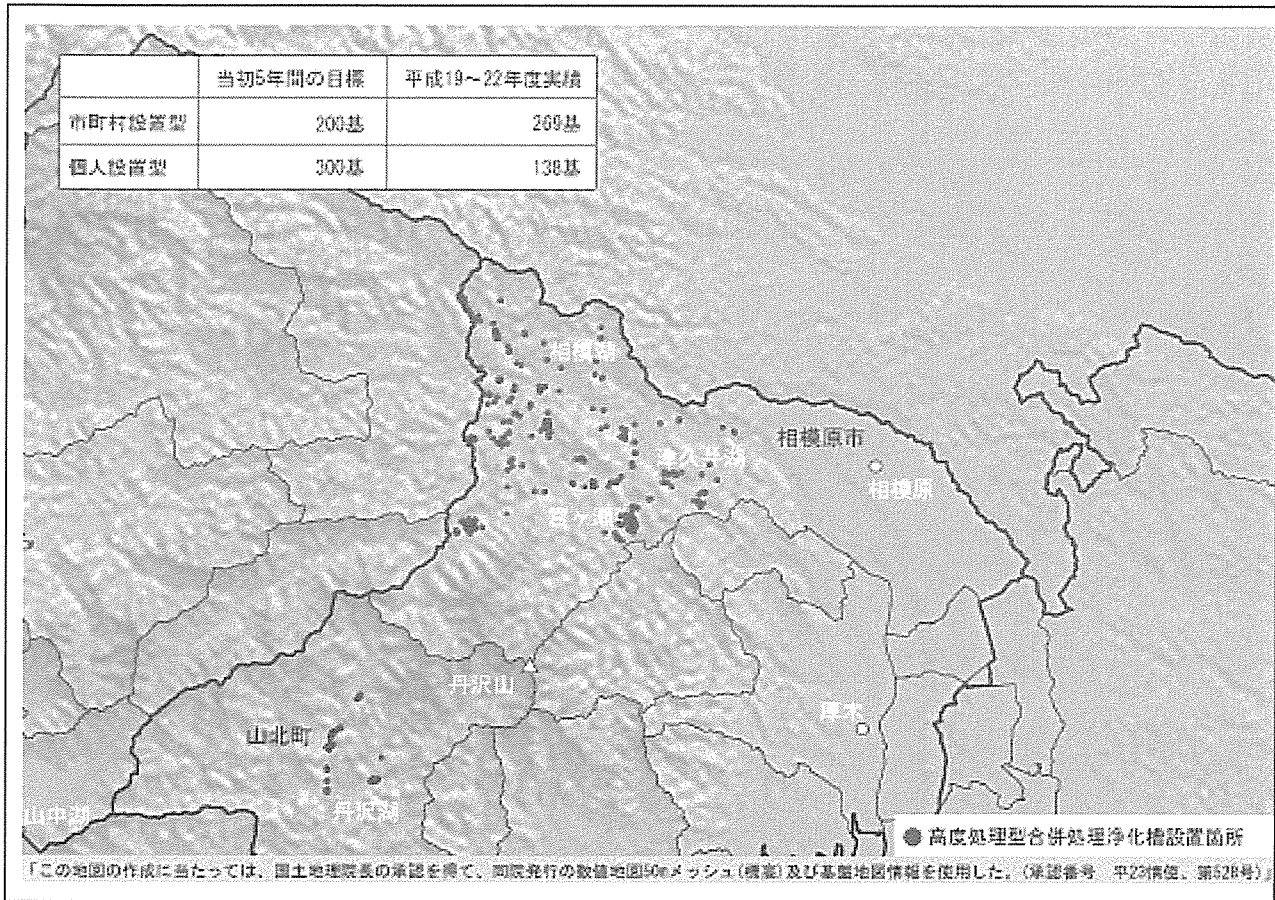 当初5年間の目標 平成19～22年度実績
市町村設置型 200基 269基
個人設置型 300基 138基
相模湖
相模原市
津久井湖
相模原
宮ヶ瀬
丹沢山
厚木
山北町
山中湖
丹沢湖
高度処理型合併処理浄化槽設置箇所
「この地図の作成に当たっては、国土地理院長の承認を得て、同院発行の数値地図50mメッシュ(標高)及び基盤地図情報を使用した。(承認番号 平23情使、第528号)」